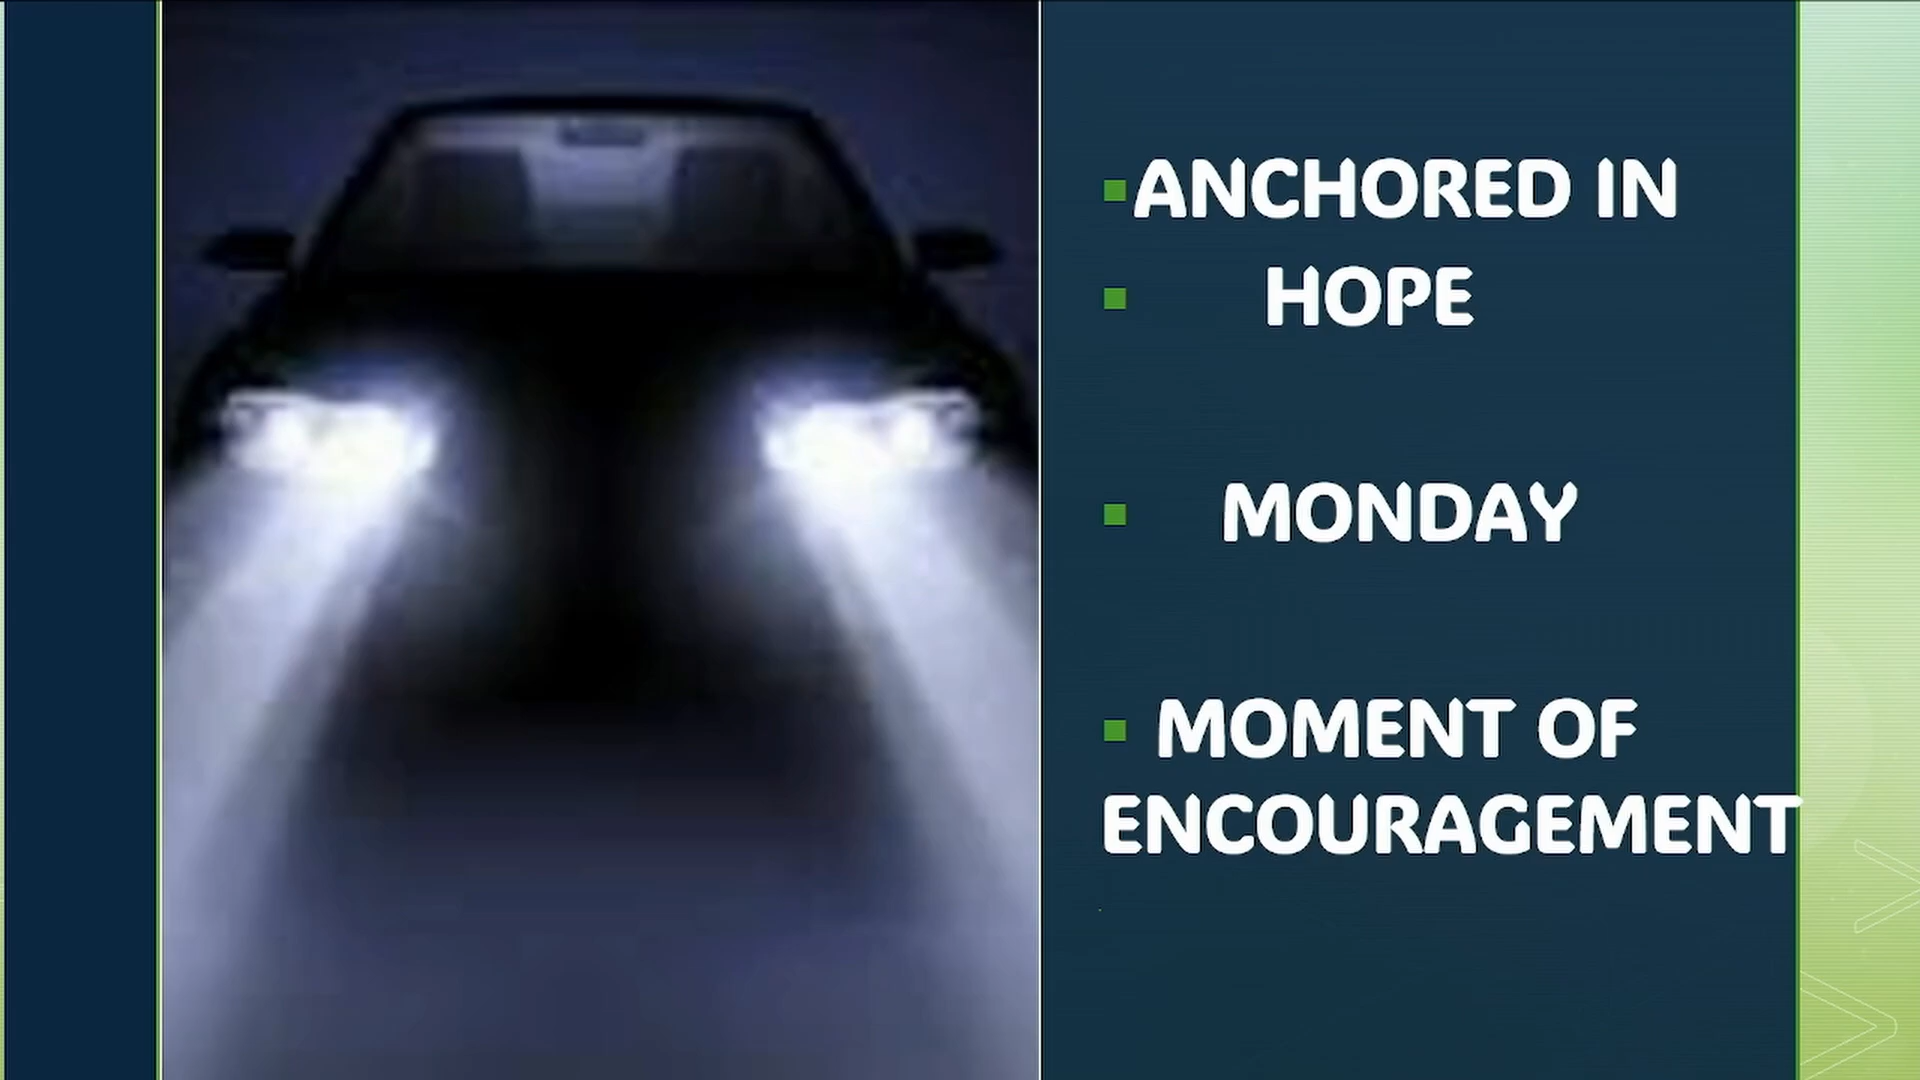 ANCHORED IN
HOPE
MONDAY
MOMENT OF
ENCOURAGEMENT